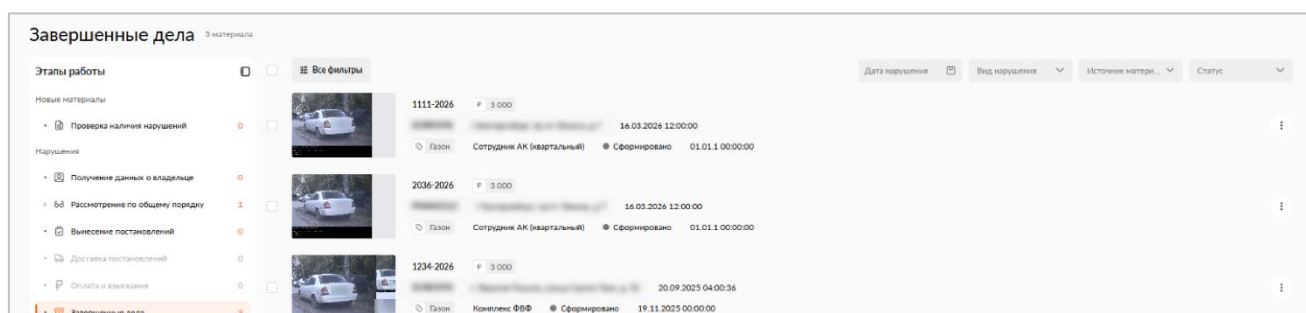 Завершенные дела 3 материала
Этапы работы
Все фильтры
Дата нарушения
Вид нарушения
Источник матери...
Статус
Новые материалы
Проверка наличия нарушений 0
Нарушения
Получение данных о владельце 0
Рассмотрение по общему порядку 1
Вынесение постановлений 0
Доставка постановлений 0
Оплата и взыскание 0
Завершенные дела 3
1111-2026 ₽ 3 000
16.03.2026 12:00:00
Газон Сотрудник АК (квартальный) Сформировано 01.01.1 00:00:00
2036-2026 ₽ 3 000
16.03.2026 12:00:00
Газон Сотрудник АК (квартальный) Сформировано 01.01.1 00:00:00
1234-2026 ₽ 3 000
20.09.2025 04:00:36
Газон Комплекс ФВФ Сформировано 19.11.2025 00:00:00